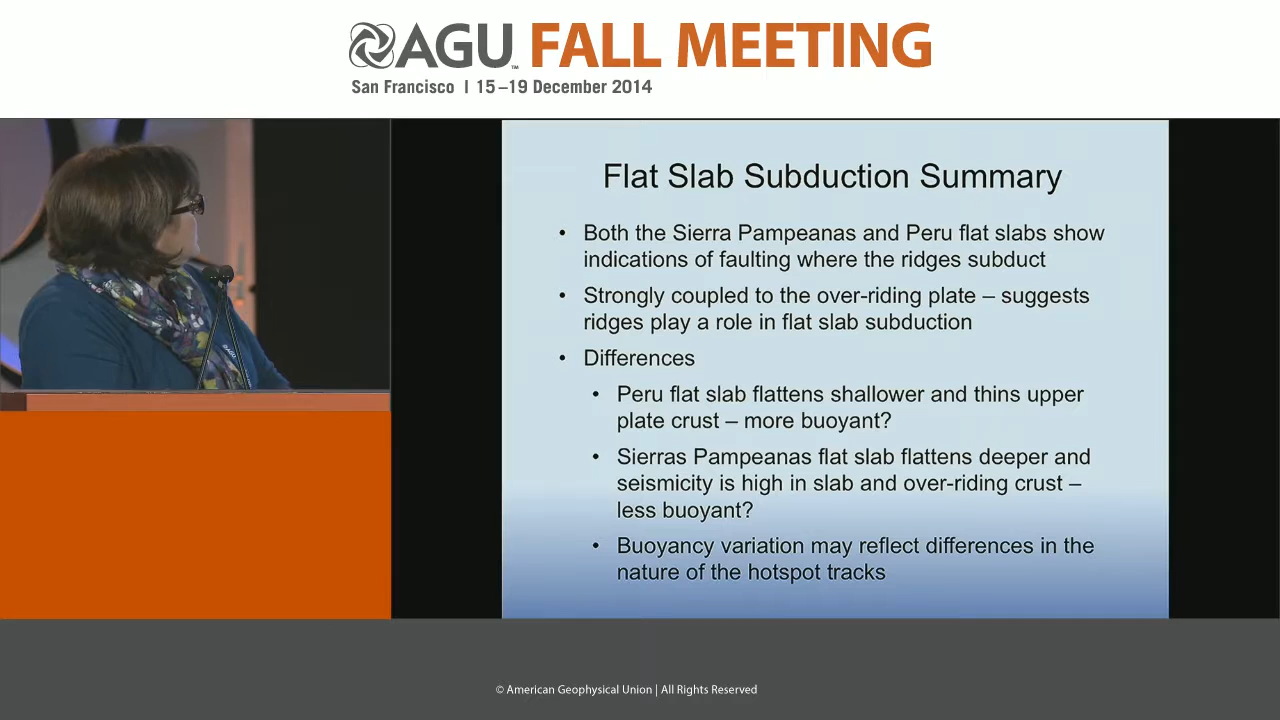 AGU™ FALL MEETING
San Francisco | 15–19 December 2014
Flat Slab Subduction Summary
• Both the Sierra Pampeanas and Peru flat slabs show
indications of faulting where the ridges subduct
• Strongly coupled to the over-riding plate – suggests
ridges play a role in flat slab subduction
• Differences
• Peru flat slab flattens shallower and thins upper
plate crust – more buoyant?
• Sierras Pampeanas flat slab flattens deeper and
seismicity is high in slab and over-riding crust –
less buoyant?
• Buoyancy variation may reflect differences in the
nature of the hotspot tracks
© American Geophysical Union | All Rights Reserved